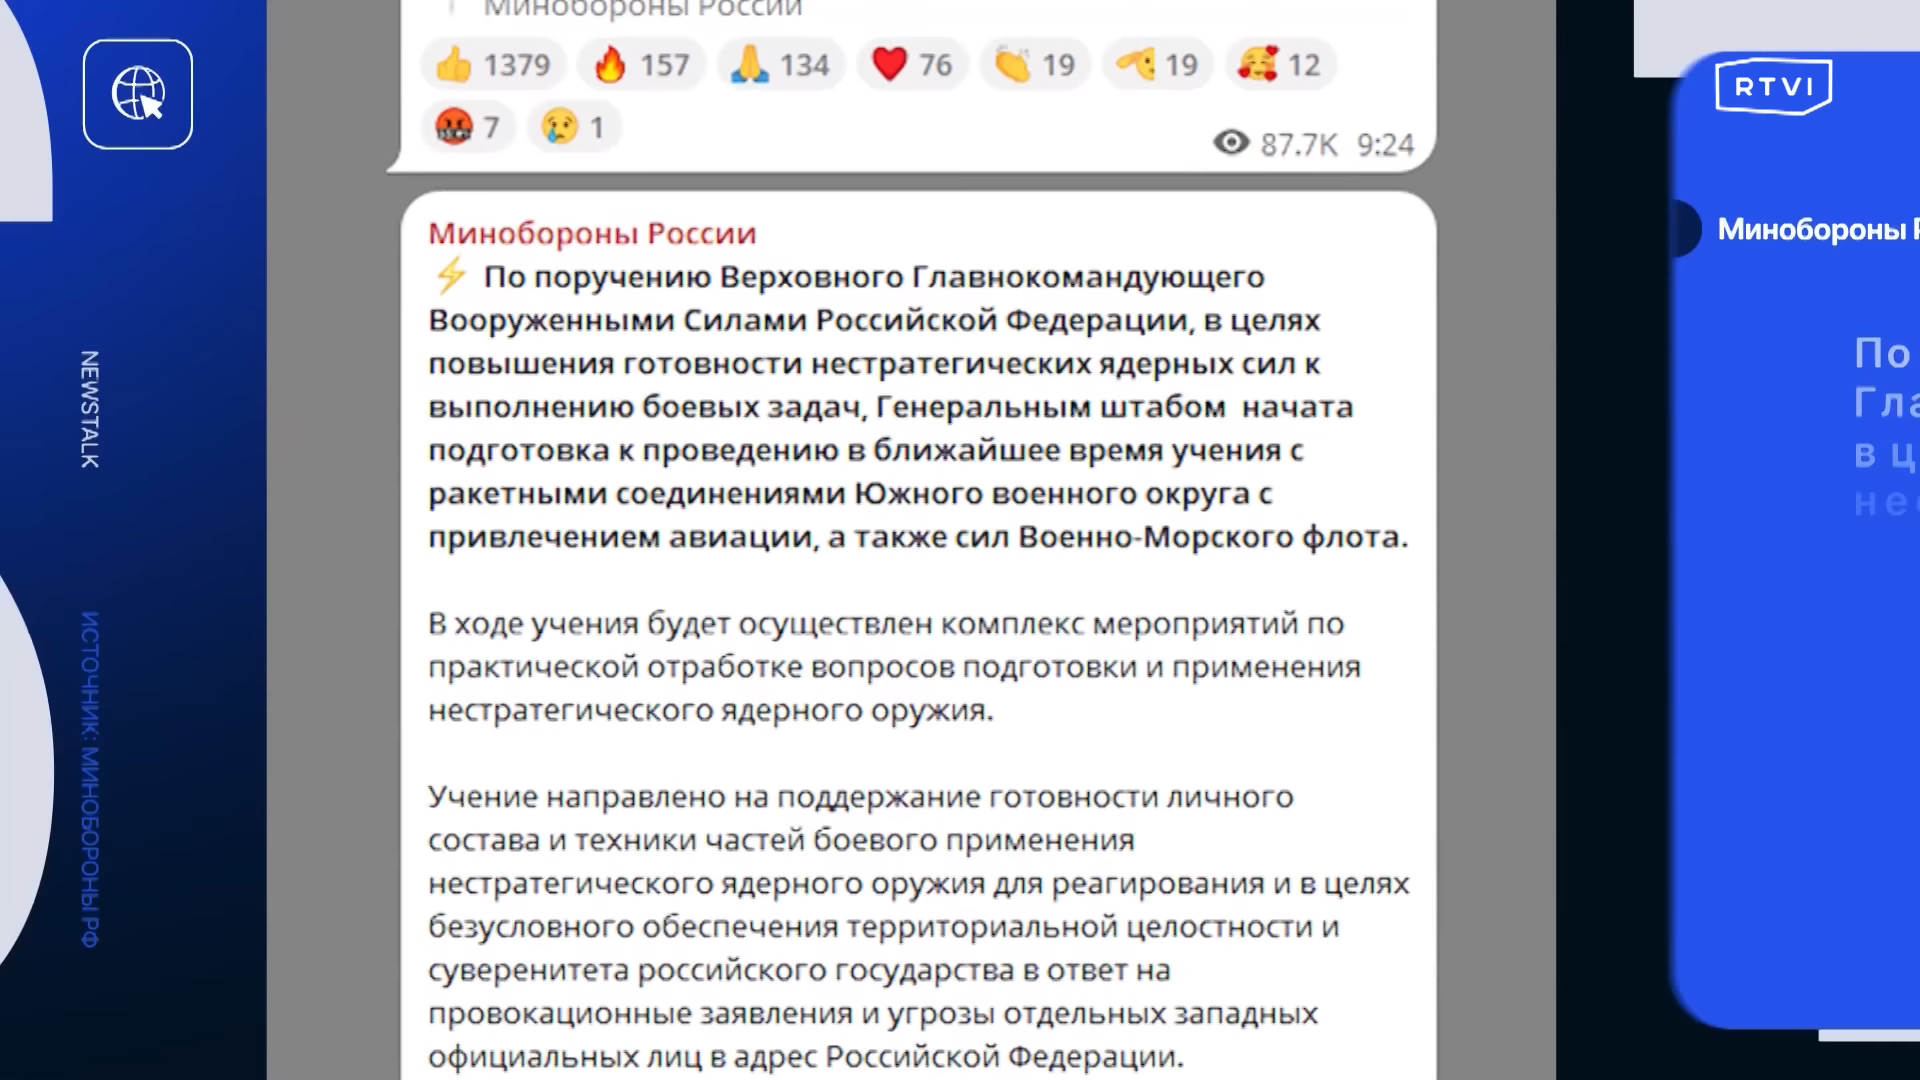 Минобороны России
1379 157 134 76 19 19 12
7 1
87.7K 9:24
Минобороны России
По поручению Верховного Главнокомандующего
Вооруженными Силами Российской Федерации, в целях
повышения готовности нестратегических ядерных сил к
выполнению боевых задач, Генеральным штабом начата
подготовка к проведению в ближайшее время учения с
ракетными соединениями Южного военного округа с
привлечением авиации, а также сил Военно-Морского флота.
В ходе учения будет осуществлен комплекс мероприятий по
практической отработке вопросов подготовки и применения
нестратегического ядерного оружия.
Учение направлено на поддержание готовности личного
состава и техники частей боевого применения
нестратегического ядерного оружия для реагирования и в целях
безусловного обеспечения территориальной целостности и
суверенитета российского государства в ответ на
провокационные заявления и угрозы отдельных западных
официальных лиц в адрес Российской Федерации.
NEWSTALK
ИСТОЧНИК: МИНОБОРОНЫ РФ
RTVI
Минобороны
По